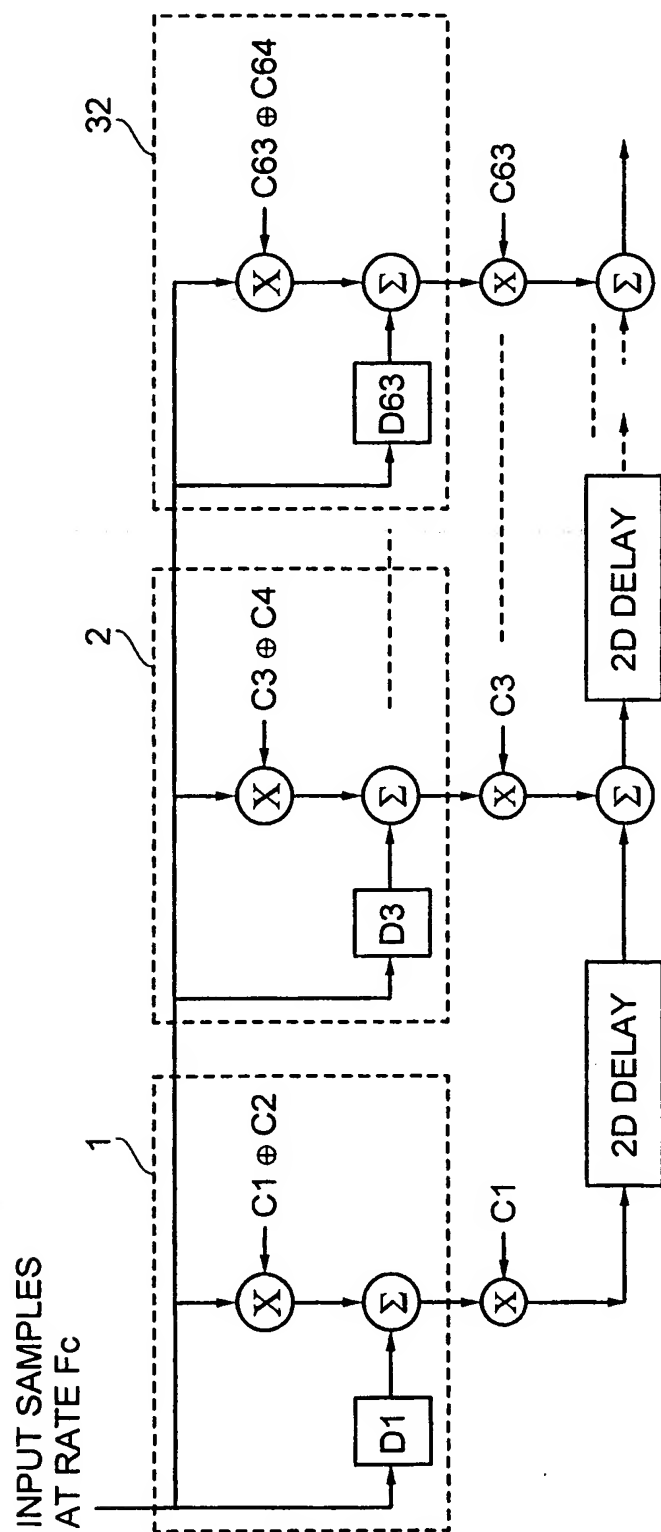 INPUT SAMPLES
AT RATE Fc
1
2
32
X
C1 ⊕ C2
X
C3 ⊕ C4
X
C63 ⊕ C64
D1
Σ
D3
Σ
D63
Σ
X
C1
X
C3
X
C63
2D DELAY
Σ
2D DELAY
Σ